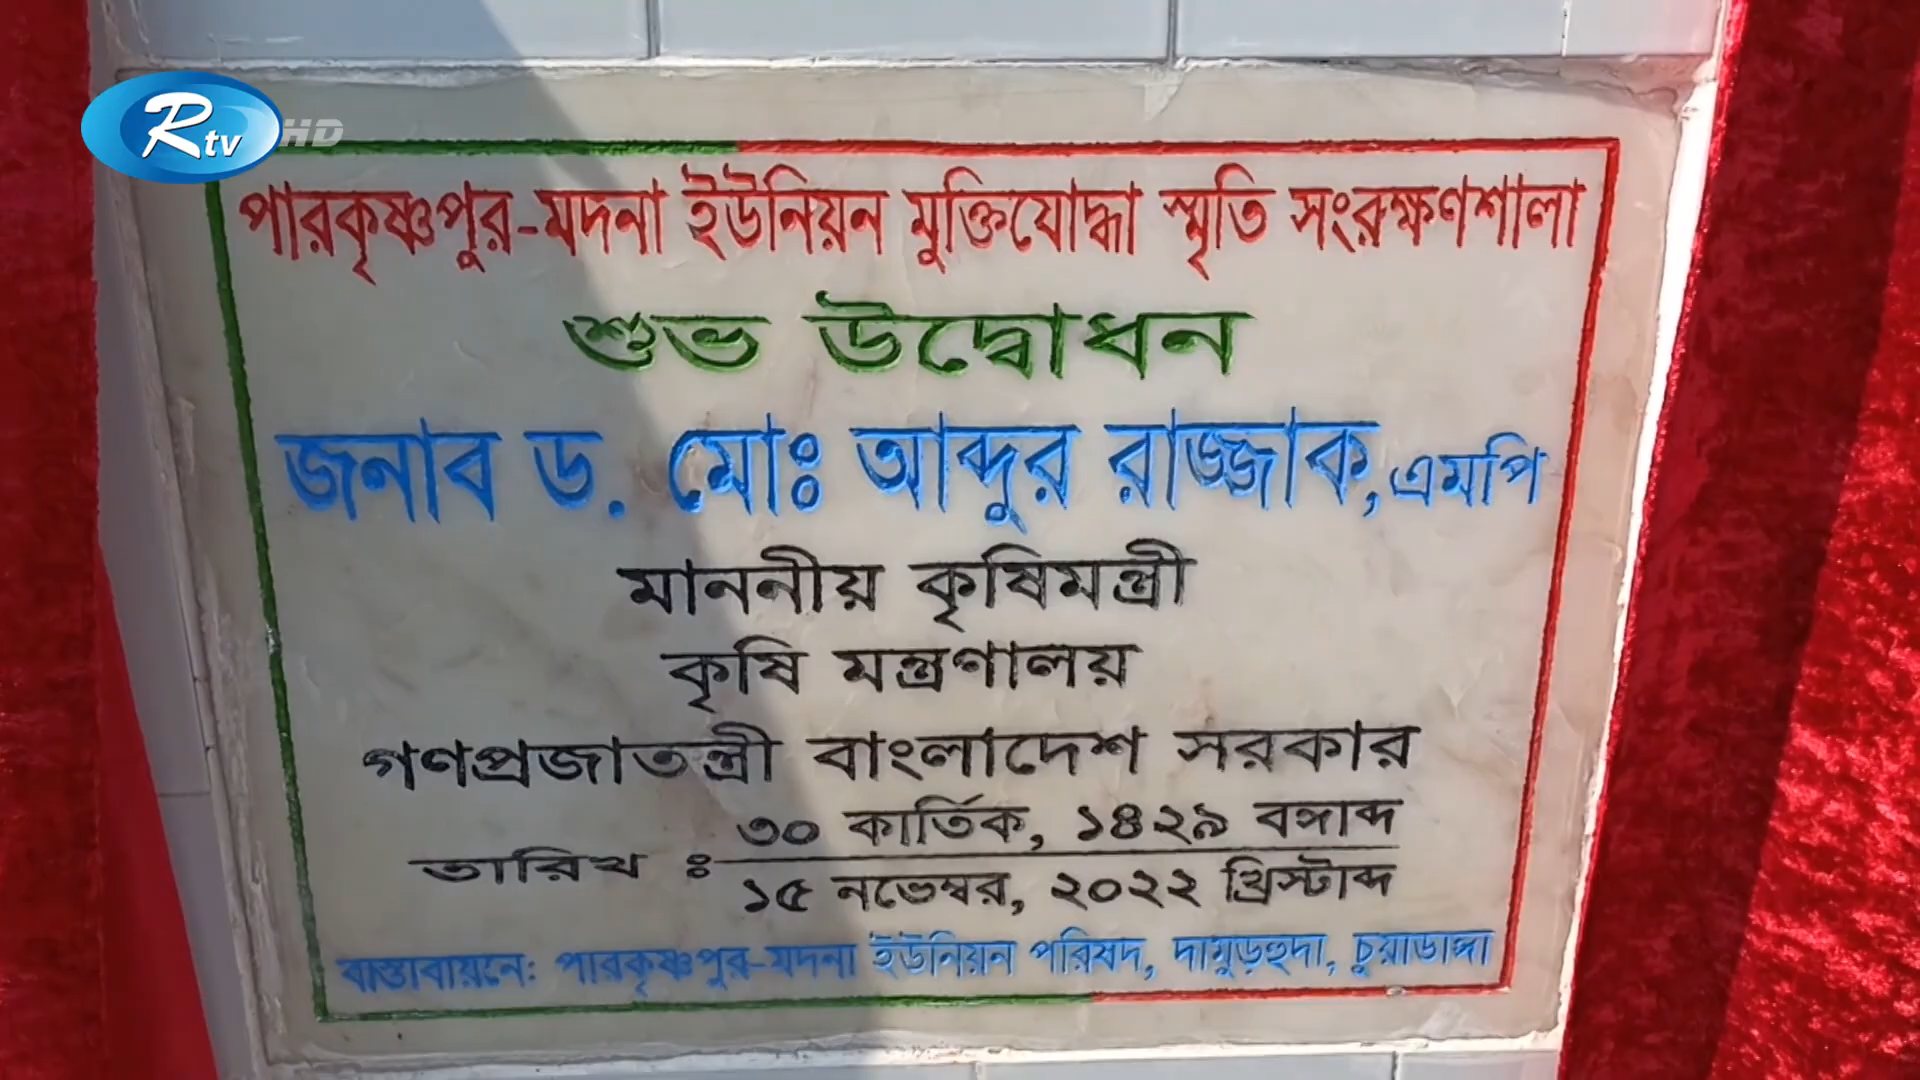 Rtv HD
পারকৃষ্ণপুর-মদনা ইউনিয়ন মুক্তিযোদ্ধা স্মৃতি সংরক্ষণশালা
শুভ উদ্বোধন
জনাব ড. মোঃ আব্দুর রাজ্জাক, এমপি
মাননীয় কৃষিমন্ত্রী
কৃষি মন্ত্রণালয়
গণপ্রজাতন্ত্রী বাংলাদেশ সরকার
৩০ কার্তিক, ১৪২৯ বঙ্গাব্দ
তারিখ ঃ
১৫ নভেম্বর, ২০২২ খ্রিস্টাব্দ
বাস্তাবায়নে: পারকৃষ্ণপুর-মদনা ইউনিয়ন পরিষদ, দামুড়হুদা, চুয়াডাঙ্গা